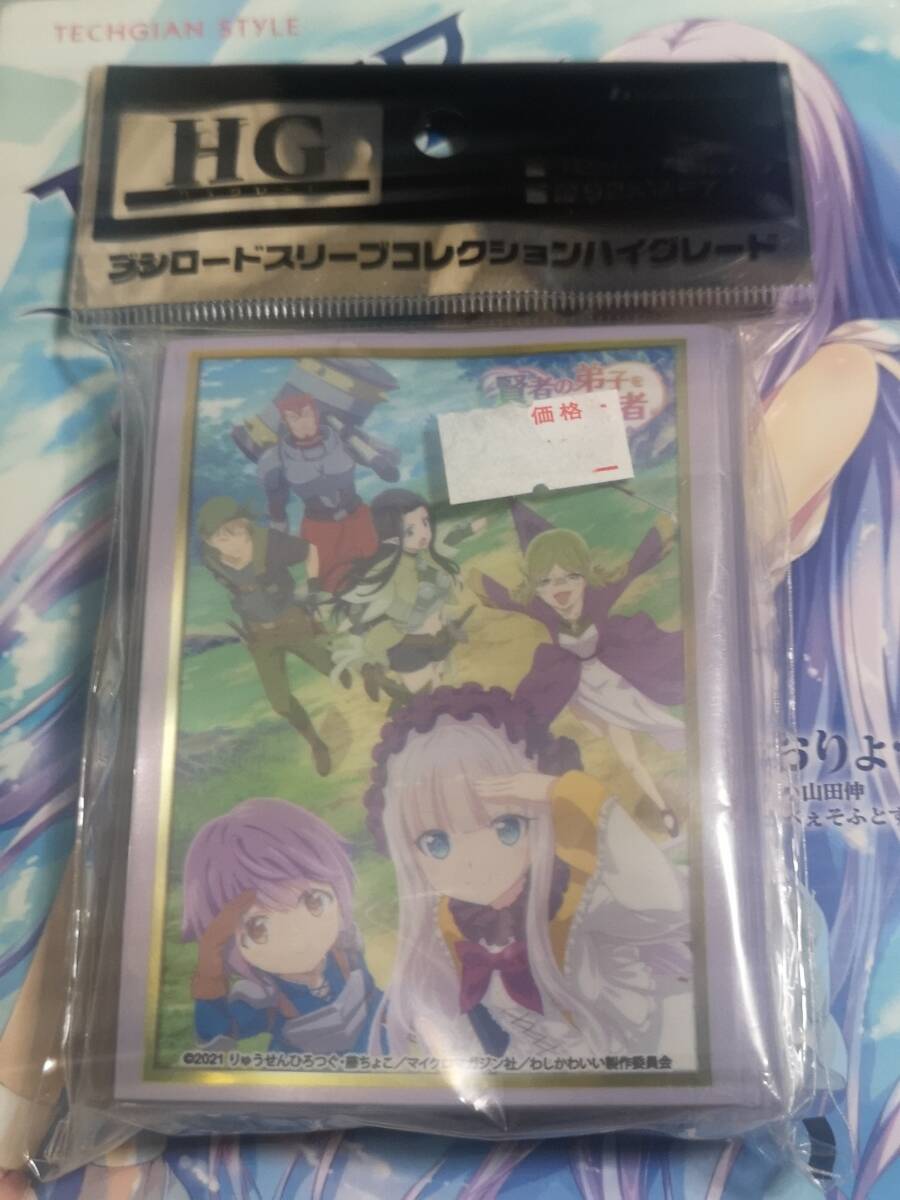 TECHGIAN STYLE
HG
ブシロードスリーブコレクションハイグレード
賢者の弟子を
者
価格
おりょ
山田伸
べぇそふとす
©2021 りゅうせんひろつぐ・藤ちょこ／マイクロマガジン社／わしかわいい製作委員会